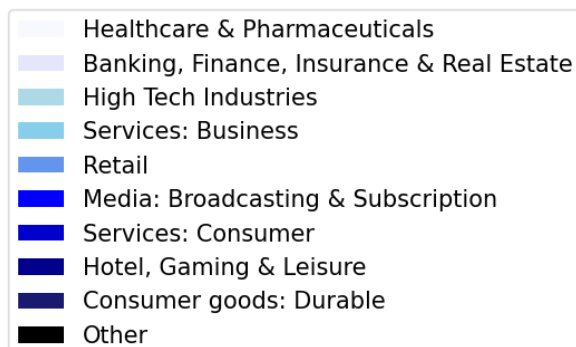 Healthcare & Pharmaceuticals
Banking, Finance, Insurance & Real Estate
High Tech Industries
Services: Business
Retail
Media: Broadcasting & Subscription
Services: Consumer
Hotel, Gaming & Leisure
Consumer goods: Durable
Other